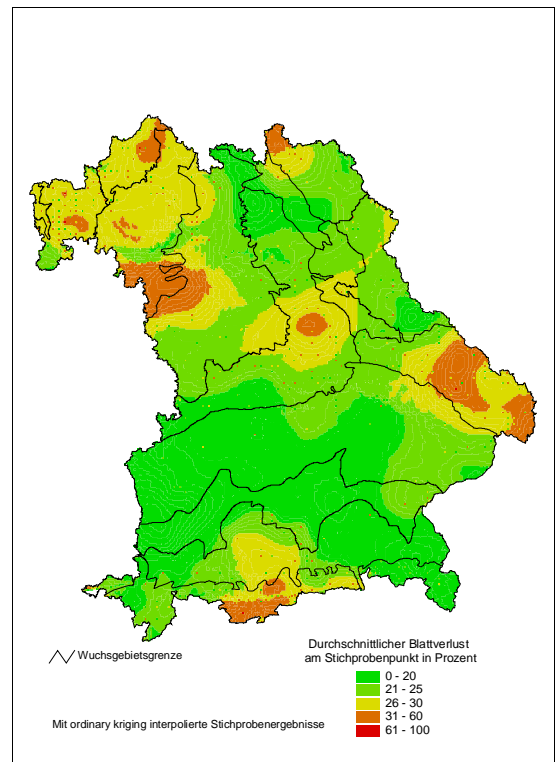 Wuchsgebietsgrenze
Durchschnittlicher Blattverlust
am Stichprobenpunkt in Prozent
0 - 20
21 - 25
26 - 30
31 - 60
61 - 100
Mit ordinary kriging interpolierte Stichprobenergebnisse